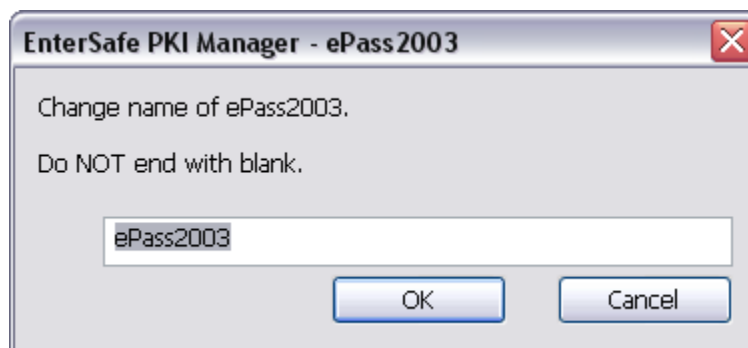 EnterSafe PKI Manager - ePass2003
Change name of ePass2003.
Do NOT end with blank.
ePass2003
OK Cancel